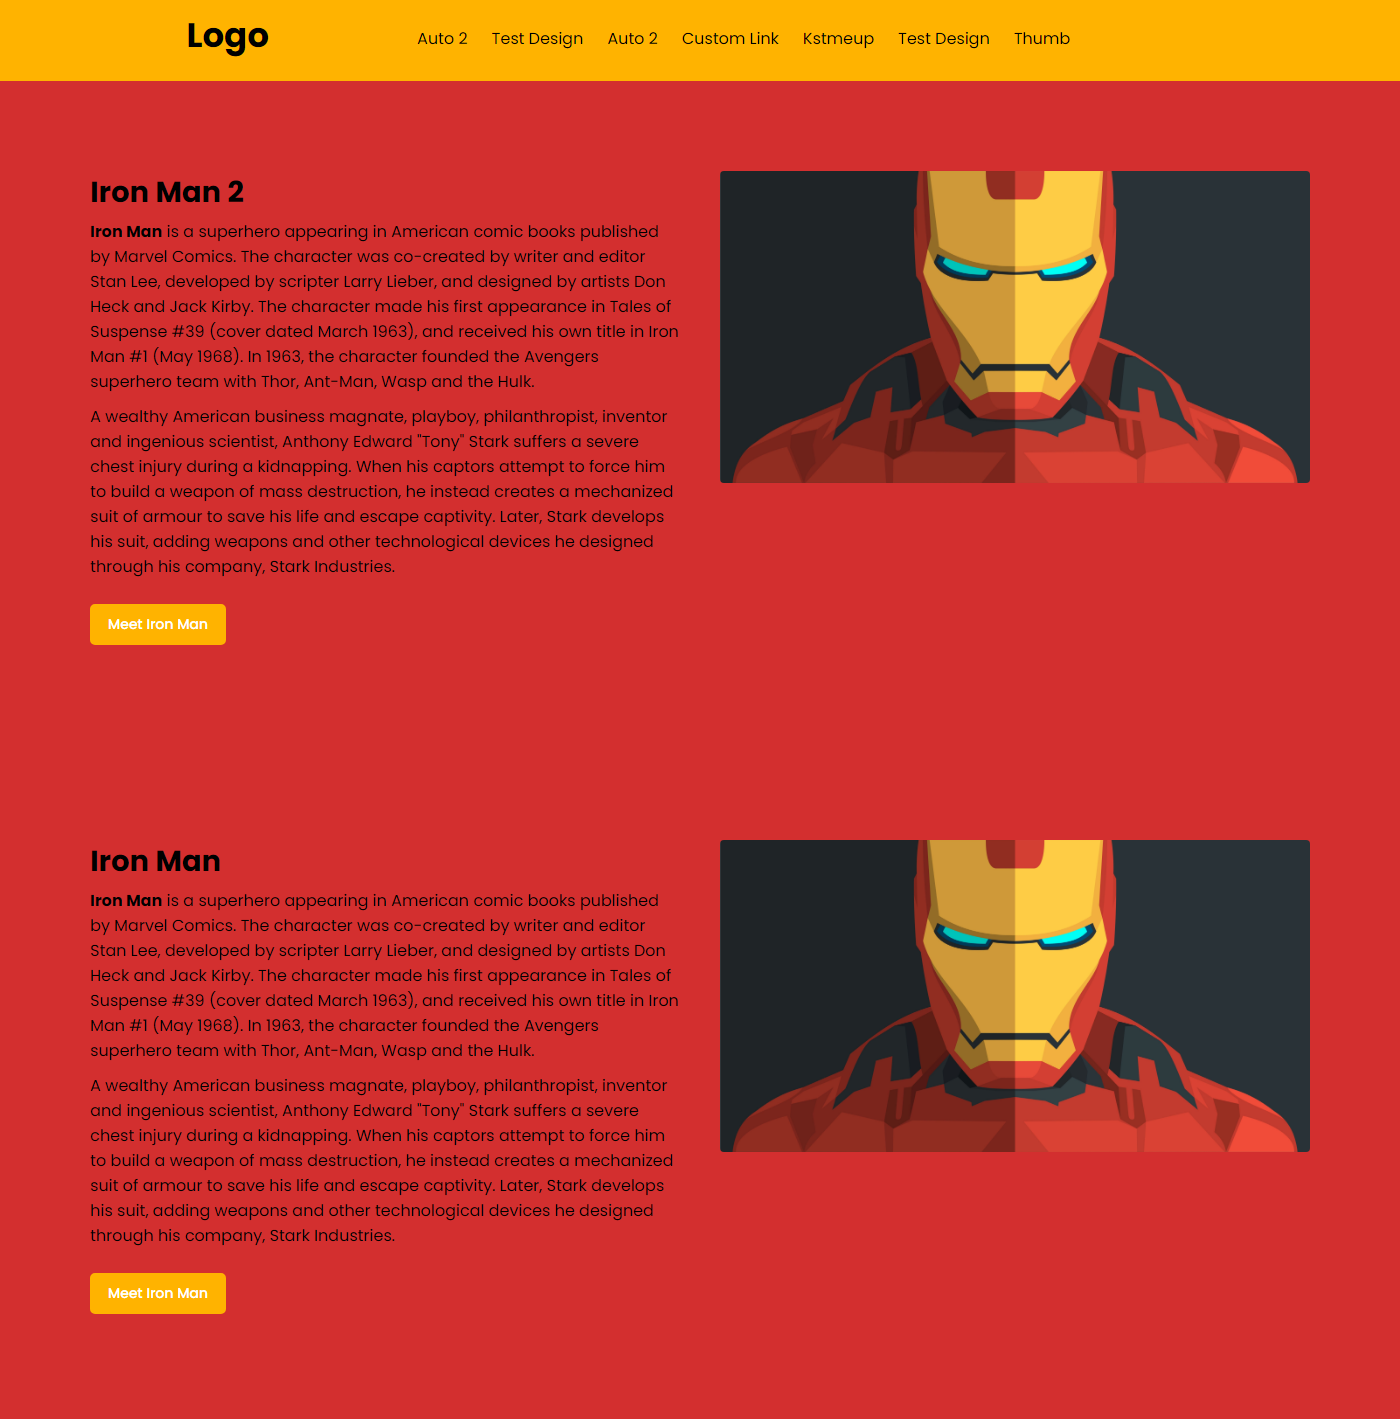 Logo
Auto 2 Test Design Auto 2 Custom Link Kstmeup Test Design Thumb
Iron Man 2
Iron Man is a superhero appearing in American comic books published
by Marvel Comics. The character was co-created by writer and editor
Stan Lee, developed by scripter Larry Lieber, and designed by artists Don
Heck and Jack Kirby. The character made his first appearance in Tales of
Suspense #39 (cover dated March 1963), and received his own title in Iron
Man #1 (May 1968). In 1963, the character founded the Avengers
superhero team with Thor, Ant-Man, Wasp and the Hulk.
A wealthy American business magnate, playboy, philanthropist, inventor
and ingenious scientist, Anthony Edward "Tony" Stark suffers a severe
chest injury during a kidnapping. When his captors attempt to force him
to build a weapon of mass destruction, he instead creates a mechanized
suit of armour to save his life and escape captivity. Later, Stark develops
his suit, adding weapons and other technological devices he designed
through his company, Stark Industries.
Meet Iron Man
Iron Man
Iron Man is a superhero appearing in American comic books published
by Marvel Comics. The character was co-created by writer and editor
Stan Lee, developed by scripter Larry Lieber, and designed by artists Don
Heck and Jack Kirby. The character made his first appearance in Tales of
Suspense #39 (cover dated March 1963), and received his own title in Iron
Man #1 (May 1968). In 1963, the character founded the Avengers
superhero team with Thor, Ant-Man, Wasp and the Hulk.
A wealthy American business magnate, playboy, philanthropist, inventor
and ingenious scientist, Anthony Edward "Tony" Stark suffers a severe
chest injury during a kidnapping. When his captors attempt to force him
to build a weapon of mass destruction, he instead creates a mechanized
suit of armour to save his life and escape captivity. Later, Stark develops
his suit, adding weapons and other technological devices he designed
through his company, Stark Industries.
Meet Iron Man